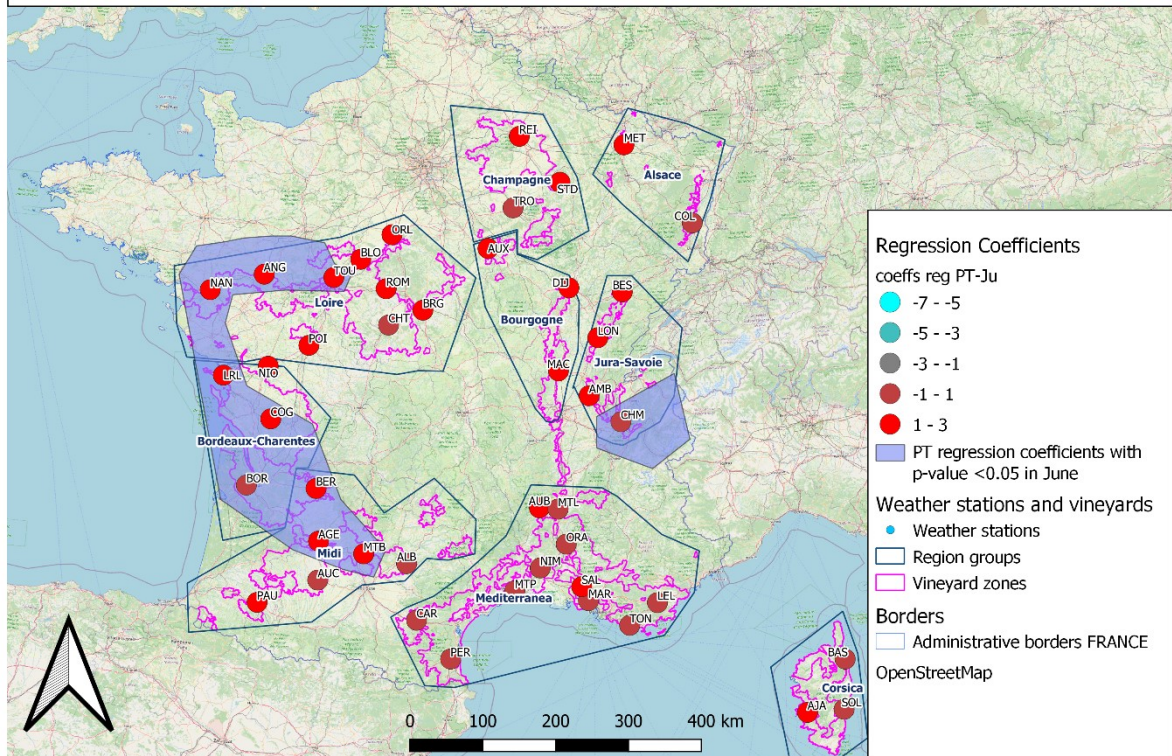 REI
MET
Champagne
STD
Alsace
TRO
COL
ORL
AUX
BLO
ANG
TOU
NAN
ROM
DIJ
BES
Loire
BRG
Bourgogne
CHT
LON
POI
MAC
Jura-Savoie
NIO
LRL
AMB
COG
CHM
Bordeaux-Charentes
BOR
BER
AUB
MTL
AGE
ORA
Midi
MTB
ALB
NIM
AUC
MTP
SAL
PAU
Mediterranea
MAR
LEL
CAR
TON
PER
BAS
Corsica
AJA
SOL
0 100 200 300 400 km
Regression Coefficients
coeffs reg PT-Ju
-7 - -5
-5 - -3
-3 - -1
-1 - 1
1 - 3
PT regression coefficients with
p-value <0.05 in June
Weather stations and vineyards
Weather stations
Region groups
Vineyard zones
Borders
Administrative borders FRANCE
OpenStreetMap